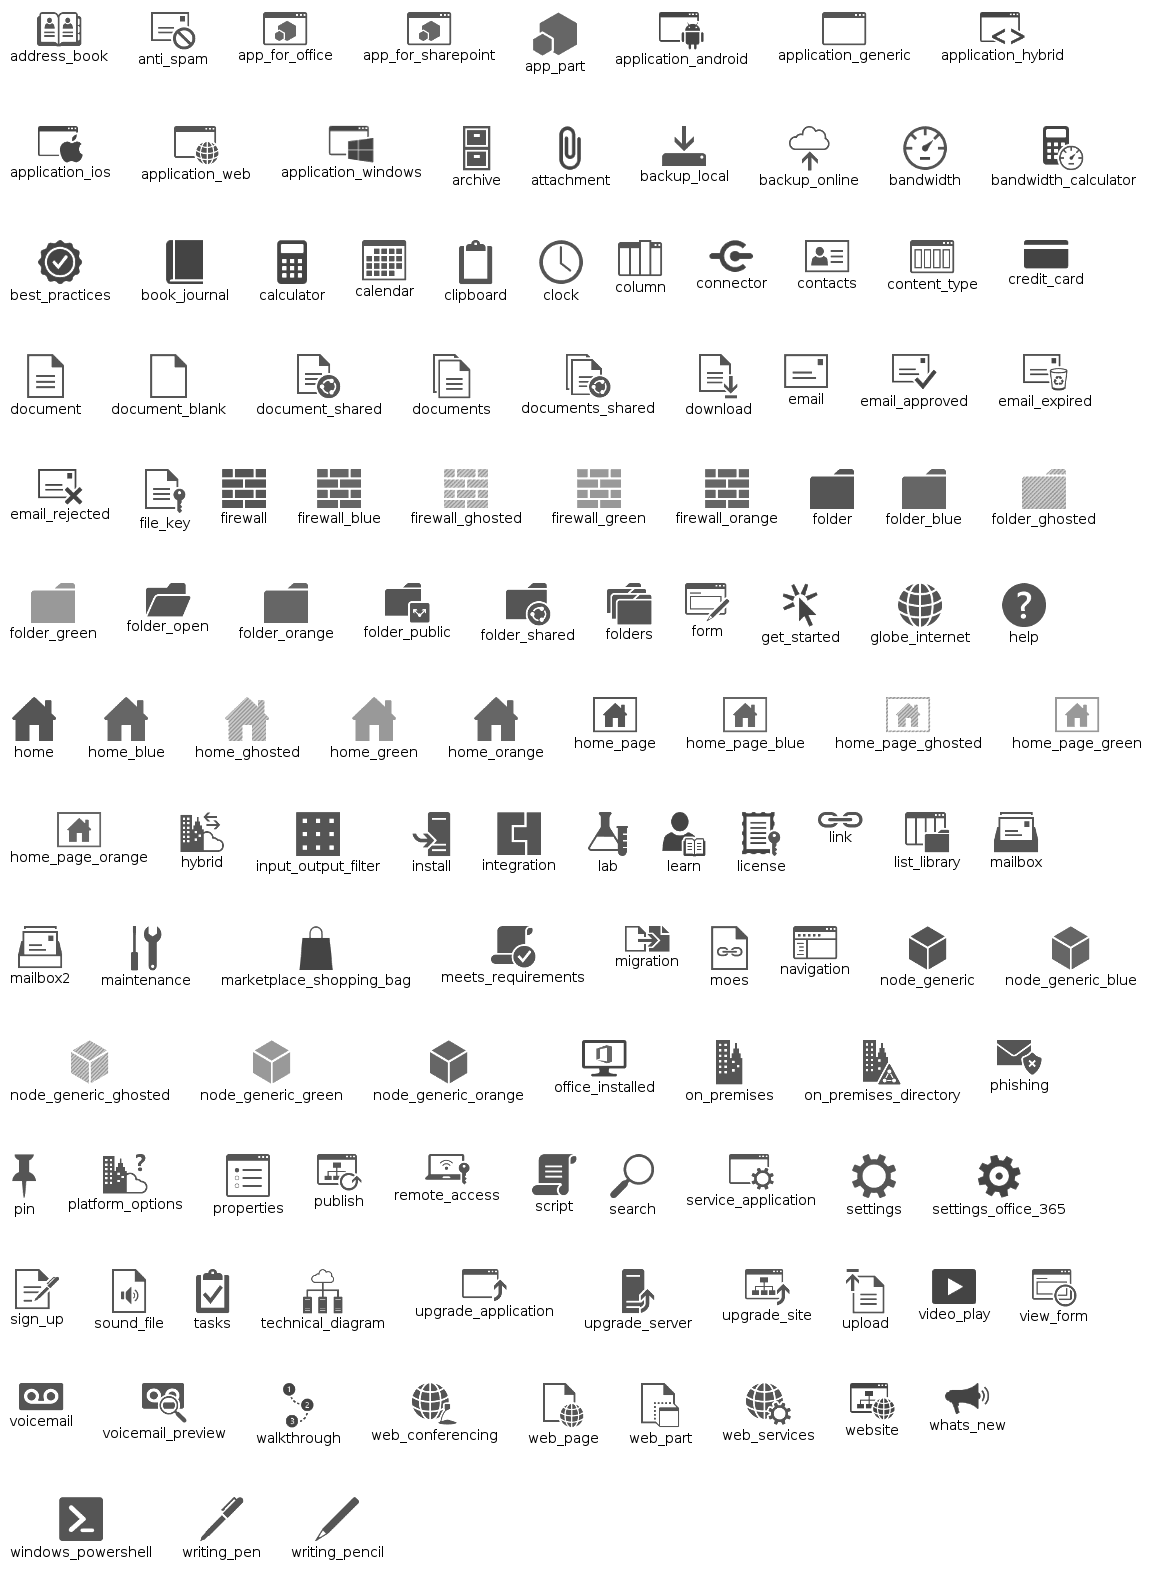 address_book anti_spam app_for_office app_for_sharepoint app_part application_android application_generic application_hybrid
application_ios application_web application_windows archive attachment backup_local backup_online bandwidth bandwidth_calculator
best_practices book_journal calculator calendar clipboard clock column connector contacts content_type credit_card
document document_blank document_shared documents documents_shared download email email_approved email_expired
email_rejected file_key firewall firewall_blue firewall_ghosted firewall_green firewall_orange folder folder_blue folder_ghosted
folder_green folder_open folder_orange folder_public folder_shared folders form get_started globe_internet help
home home_blue home_ghosted home_green home_orange home_page home_page_blue home_page_ghosted home_page_green
home_page_orange hybrid input_output_filter install integration lab learn license link list_library mailbox
mailbox2 maintenance marketplace_shopping_bag meets_requirements migration moes navigation node_generic node_generic_blue
node_generic_ghosted node_generic_green node_generic_orange office_installed on_premises on_premises_directory phishing
pin platform_options properties publish remote_access script search service_application settings settings_office_365
sign_up sound_file tasks technical_diagram upgrade_application upgrade_server upgrade_site upload video_play view_form
voicemail voicemail_preview walkthrough web_conferencing web_page web_part web_services website whats_new
windows_powershell writing_pen writing_pencil